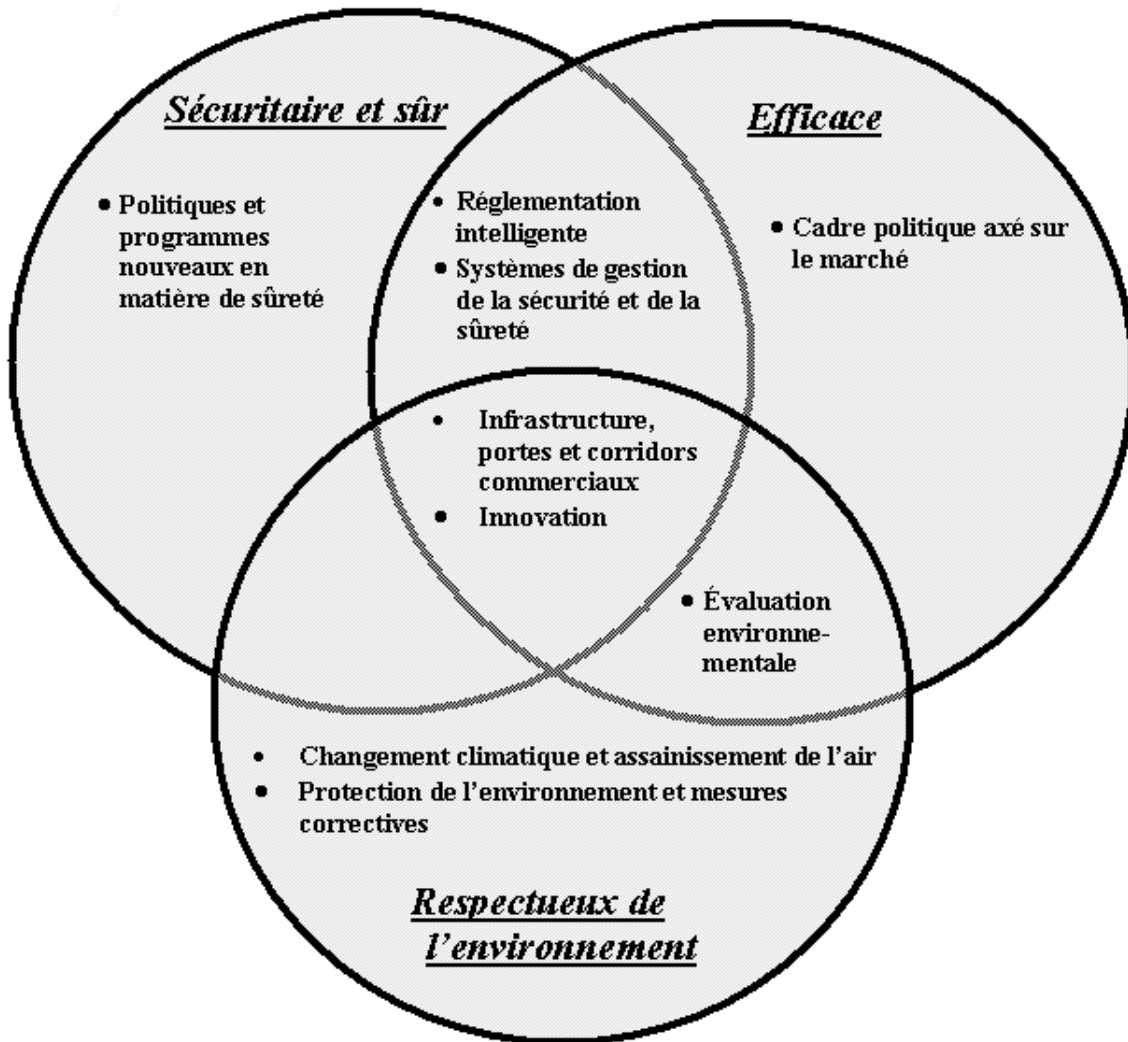 Sécuritaire et sûr
• Politiques et
programmes
nouveaux en
matière de sûreté
• Réglementation
intelligente
• Systèmes de gestion
de la sécurité et de la
sûreté
Efficace
• Cadre politique axé sur
le marché
• Infrastructure,
portes et corridors
commerciaux
• Innovation
• Évaluation
environne-
mentale
• Changement climatique et assainissement de l'air
• Protection de l'environnement et mesures
correctives
Respectueux de
l'environnement